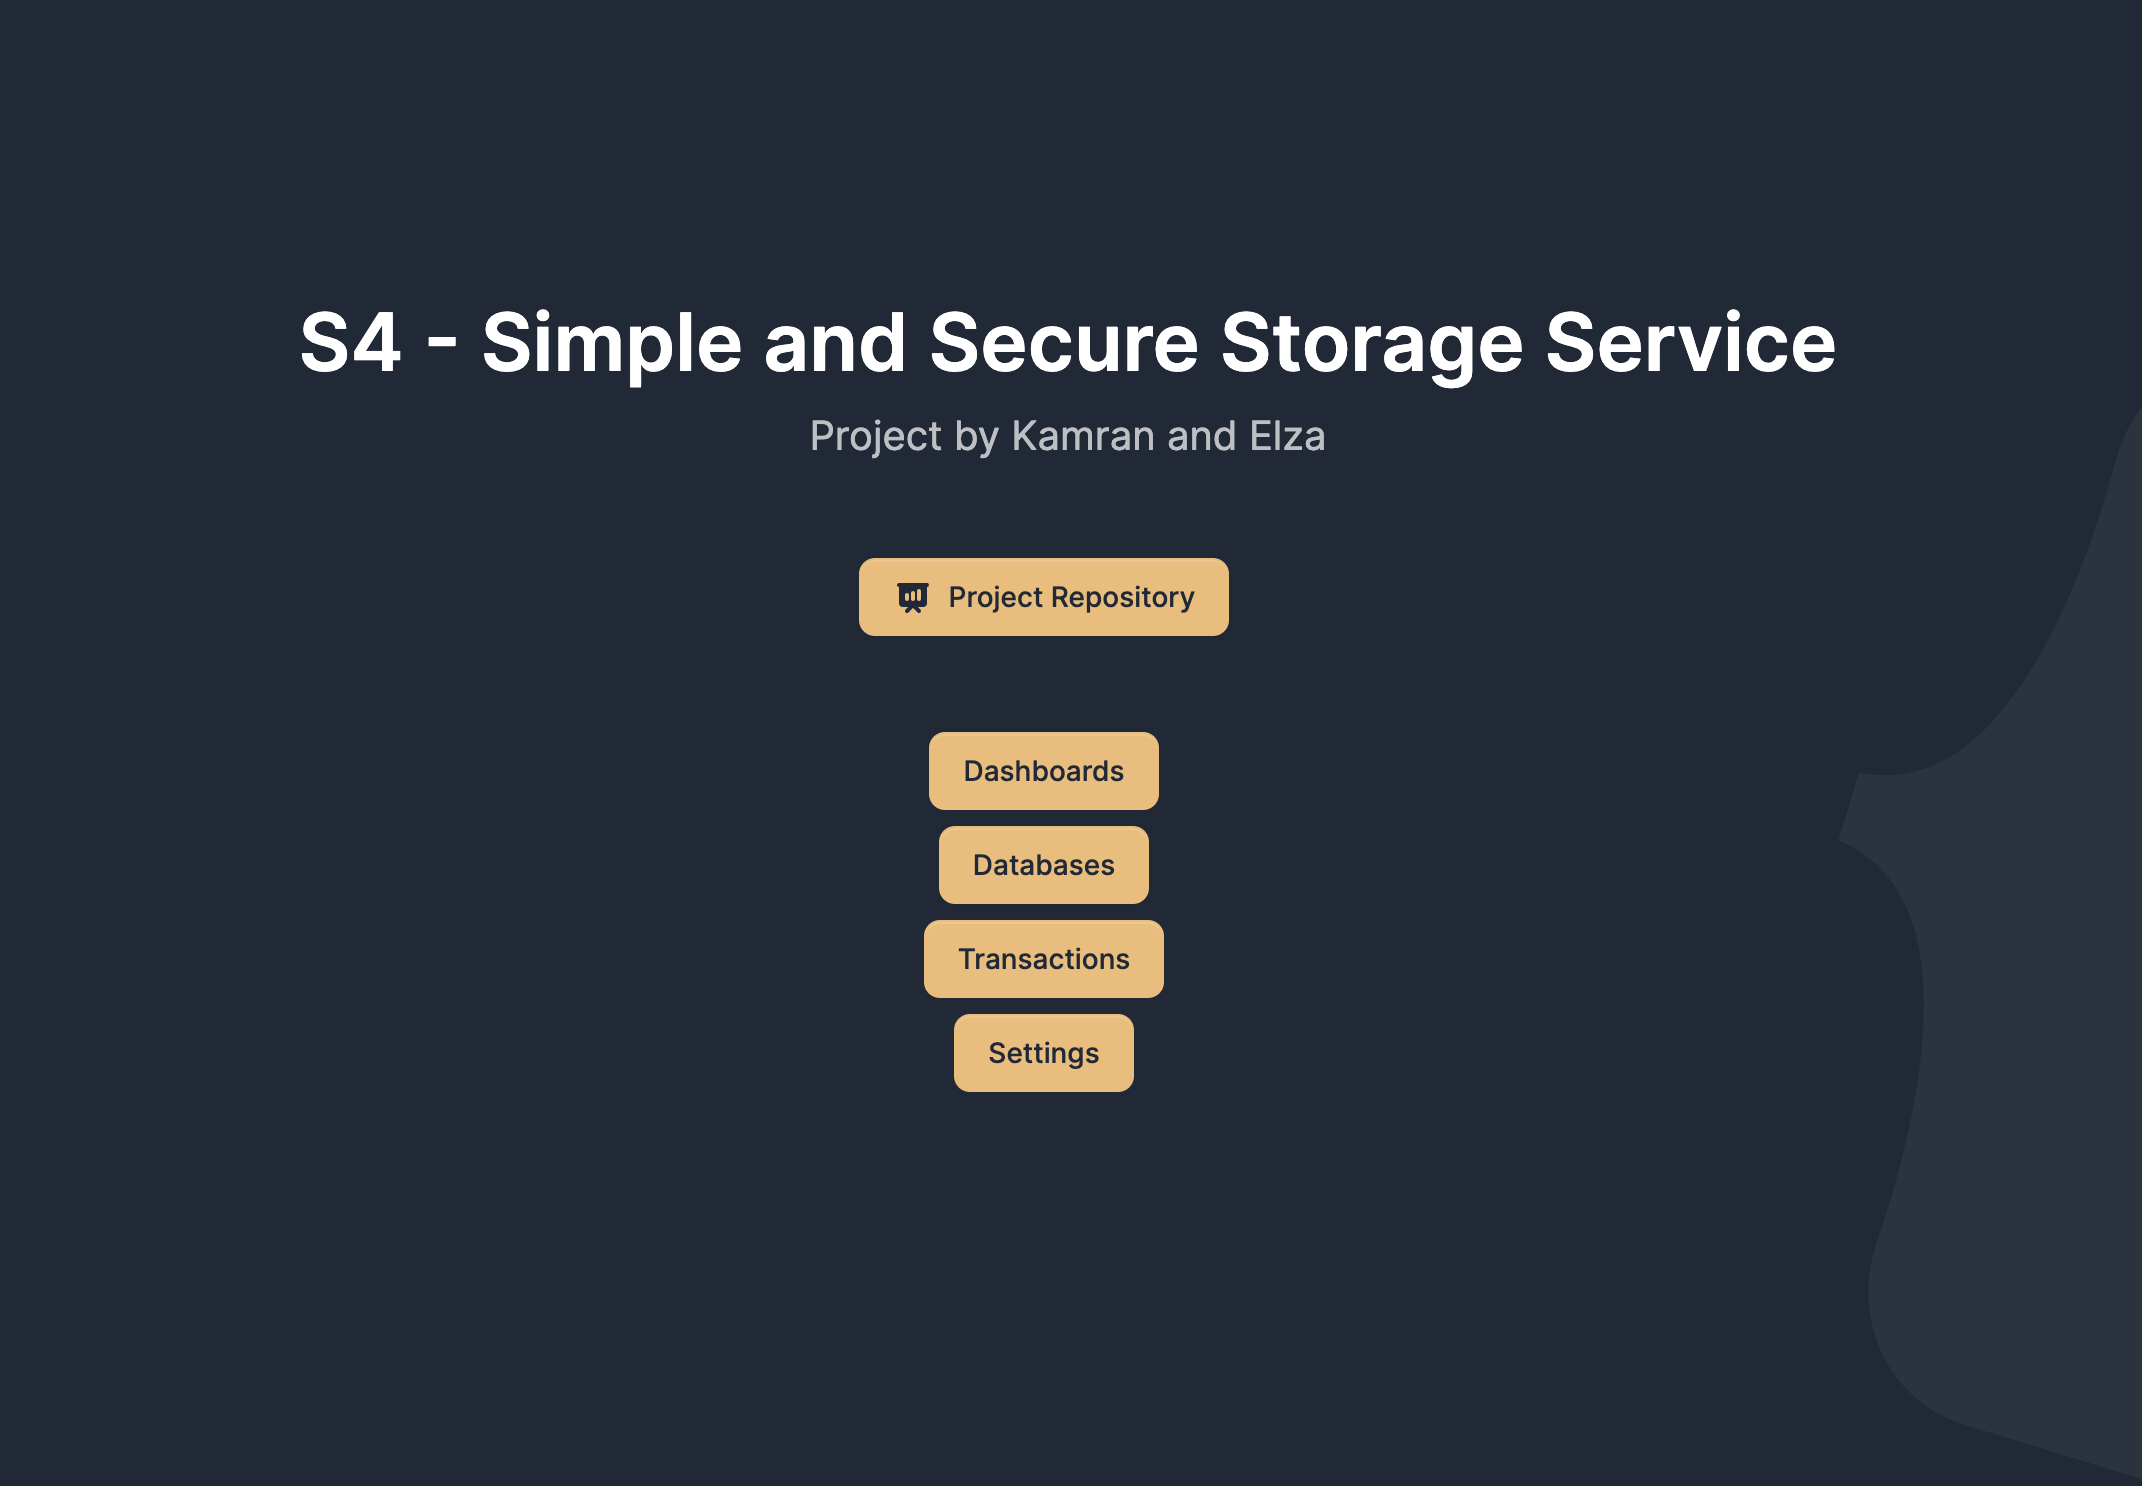 S4 - Simple and Secure Storage Service
Project by Kamran and Elza
Project Repository
Dashboards
Databases
Transactions
Settings